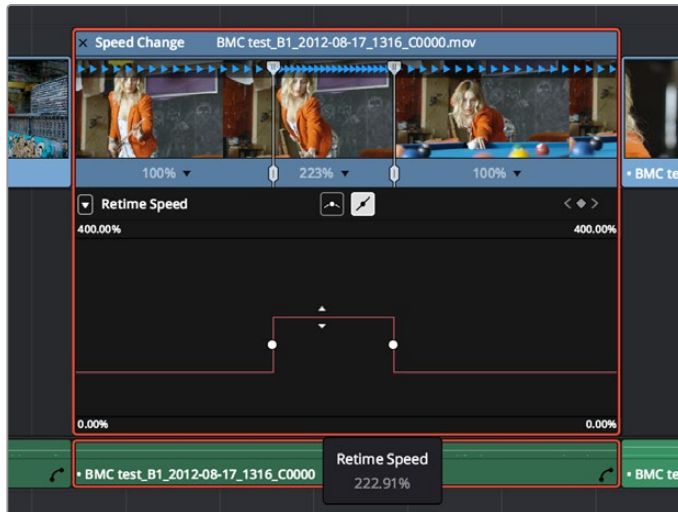 × Speed Change BMC test_B1_2012-08-17_1316_C0000.mov
100% 223% 100%
• BMC te
Retime Speed
400.00% 400.00%
0.00% 0.00%
• BMC test_B1_2012-08-17_1316_C0000
• BMC te
Retime Speed
222.91%